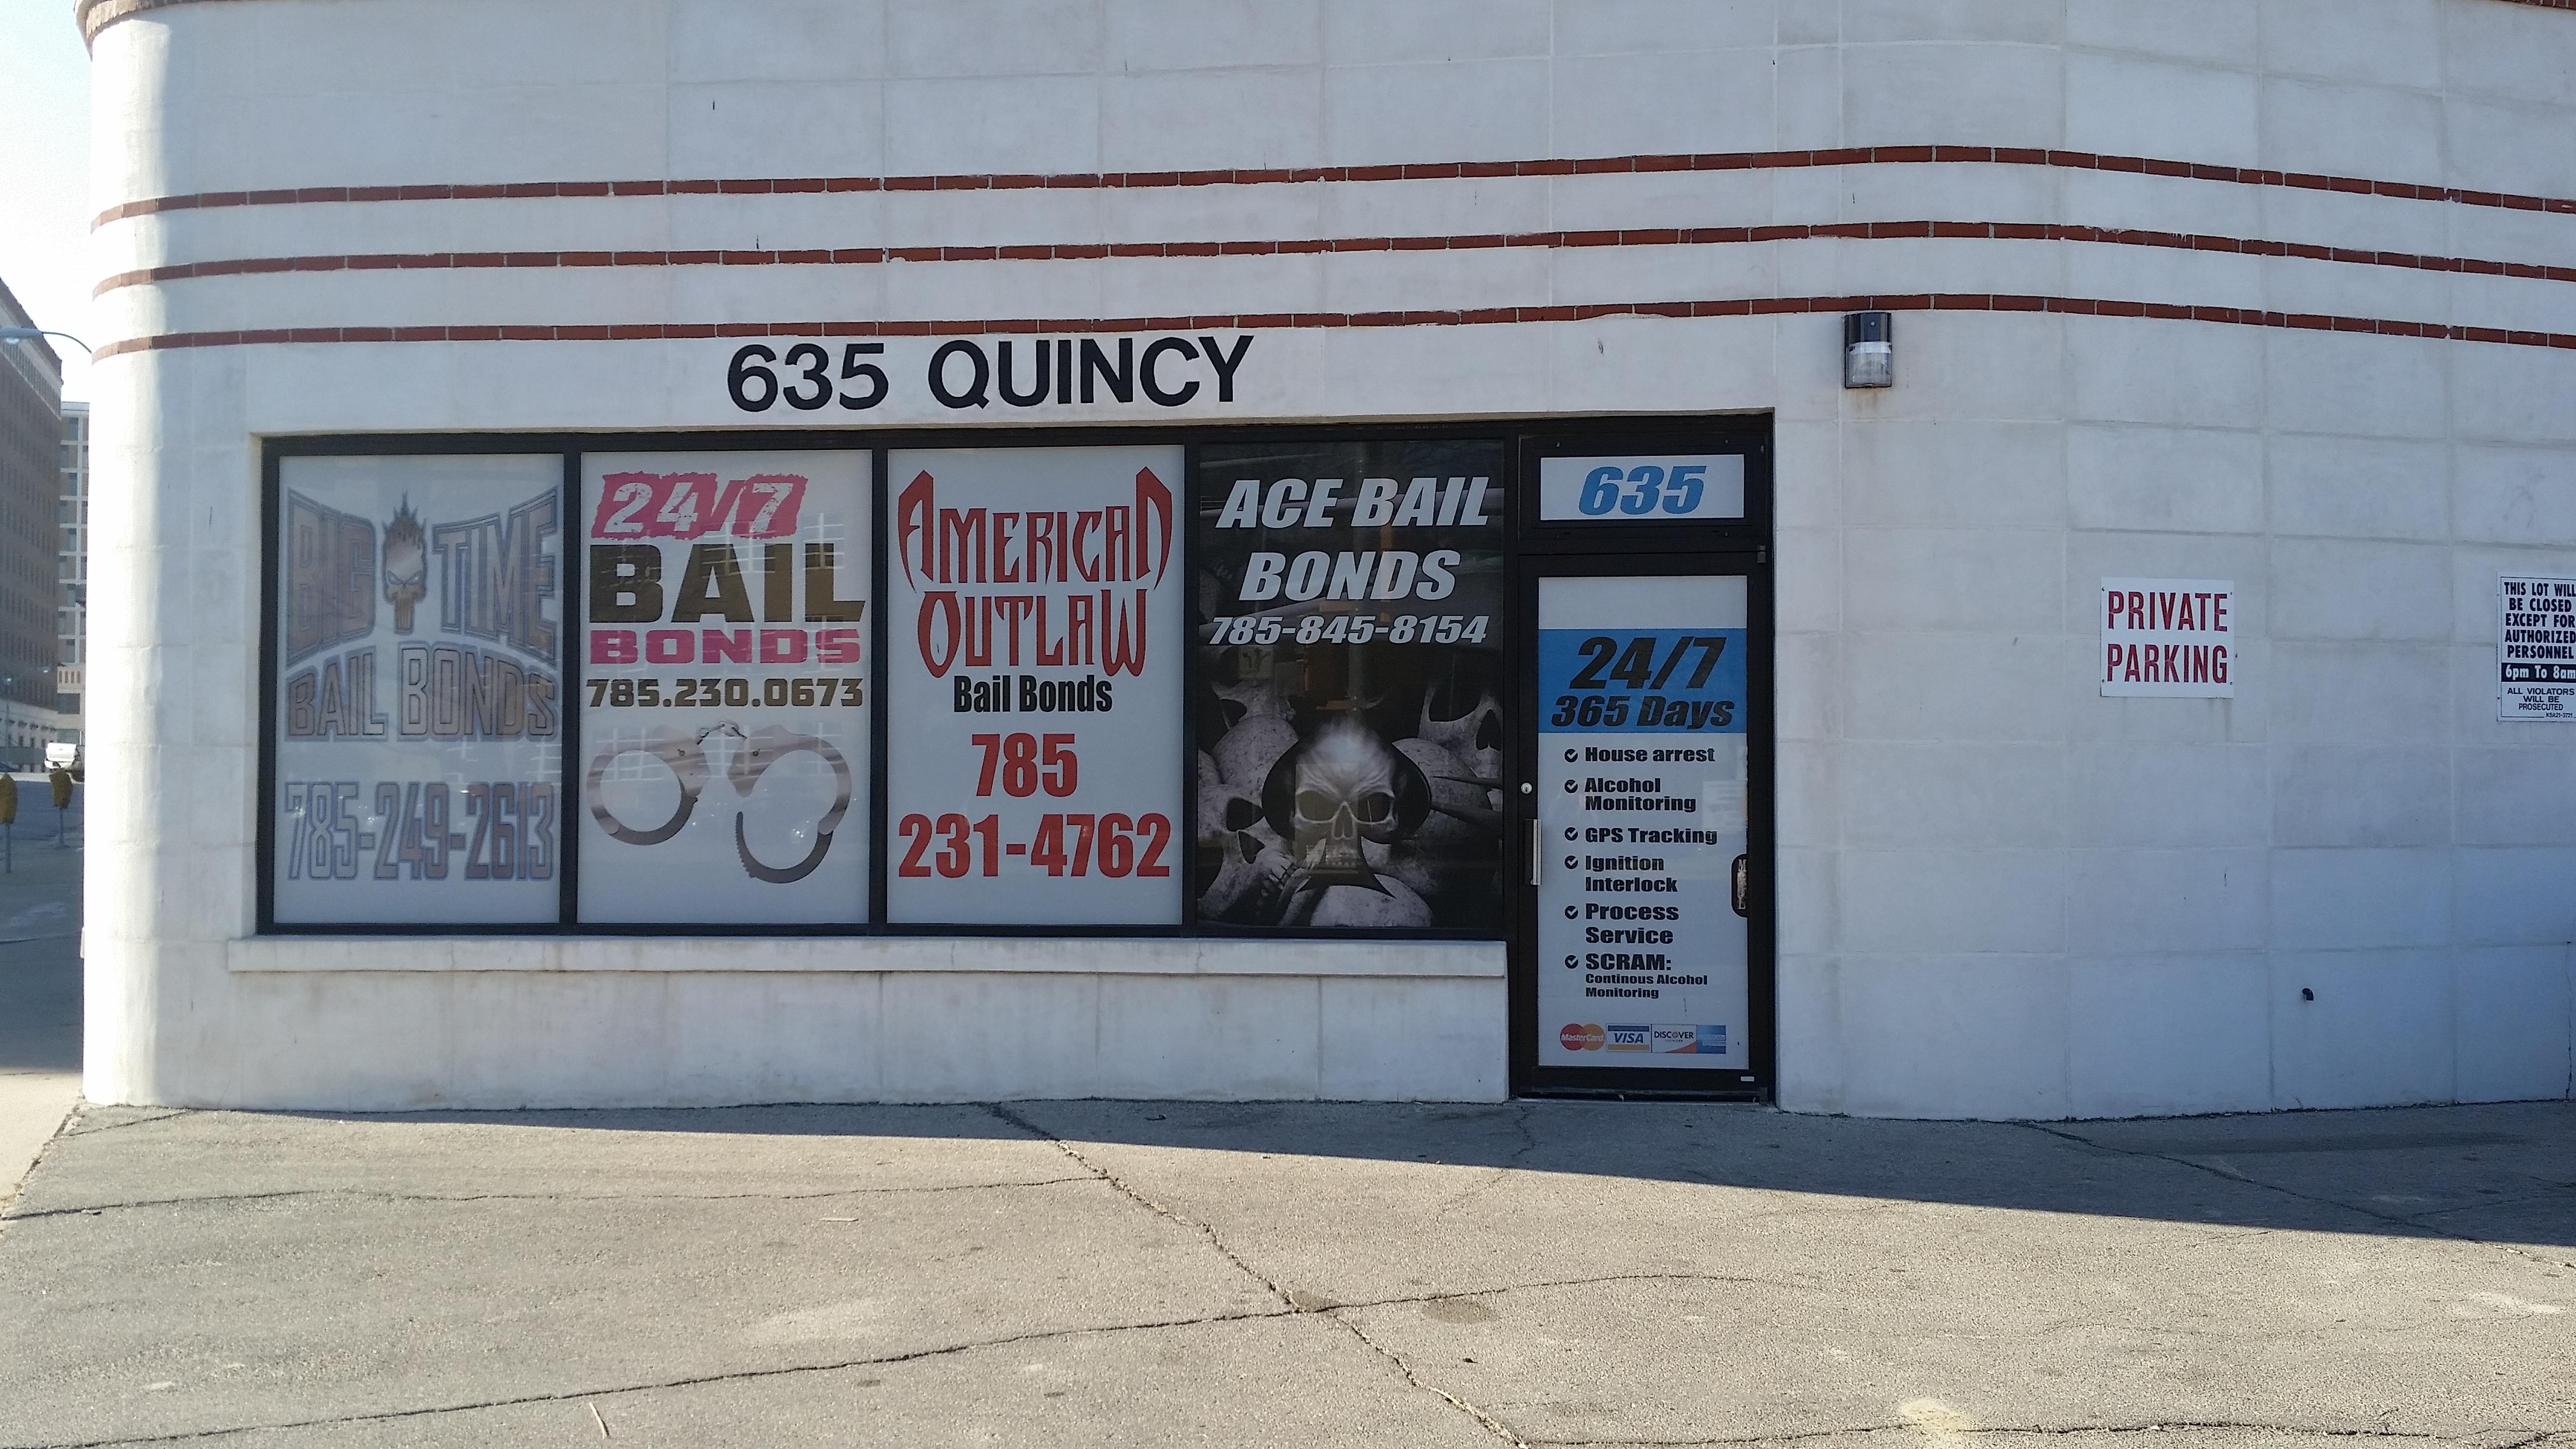 635 QUINCY
BIG TIME
BAIL BONDS
785-249-2613
24/7
BAIL
BONDS
785.230.0673
AMERICAN
OUTLAW
Bail Bonds
785
231-4762
ACE BAIL
BONDS
785-845-8154
635
24/7
365 Days
House arrest
Alcohol
Monitoring
GPS Tracking
Ignition
Interlock
Process
Service
SCRAM:
Continous Alcohol
Monitoring
MasterCard
VISA
DISCOVER
PRIVATE
PARKING
THIS LOT WILL
BE CLOSED
EXCEPT FOR
AUTHORIZED
PERSONNEL
6pm To 8am
ALL VIOLATORS
WILL BE
PROSECUTED